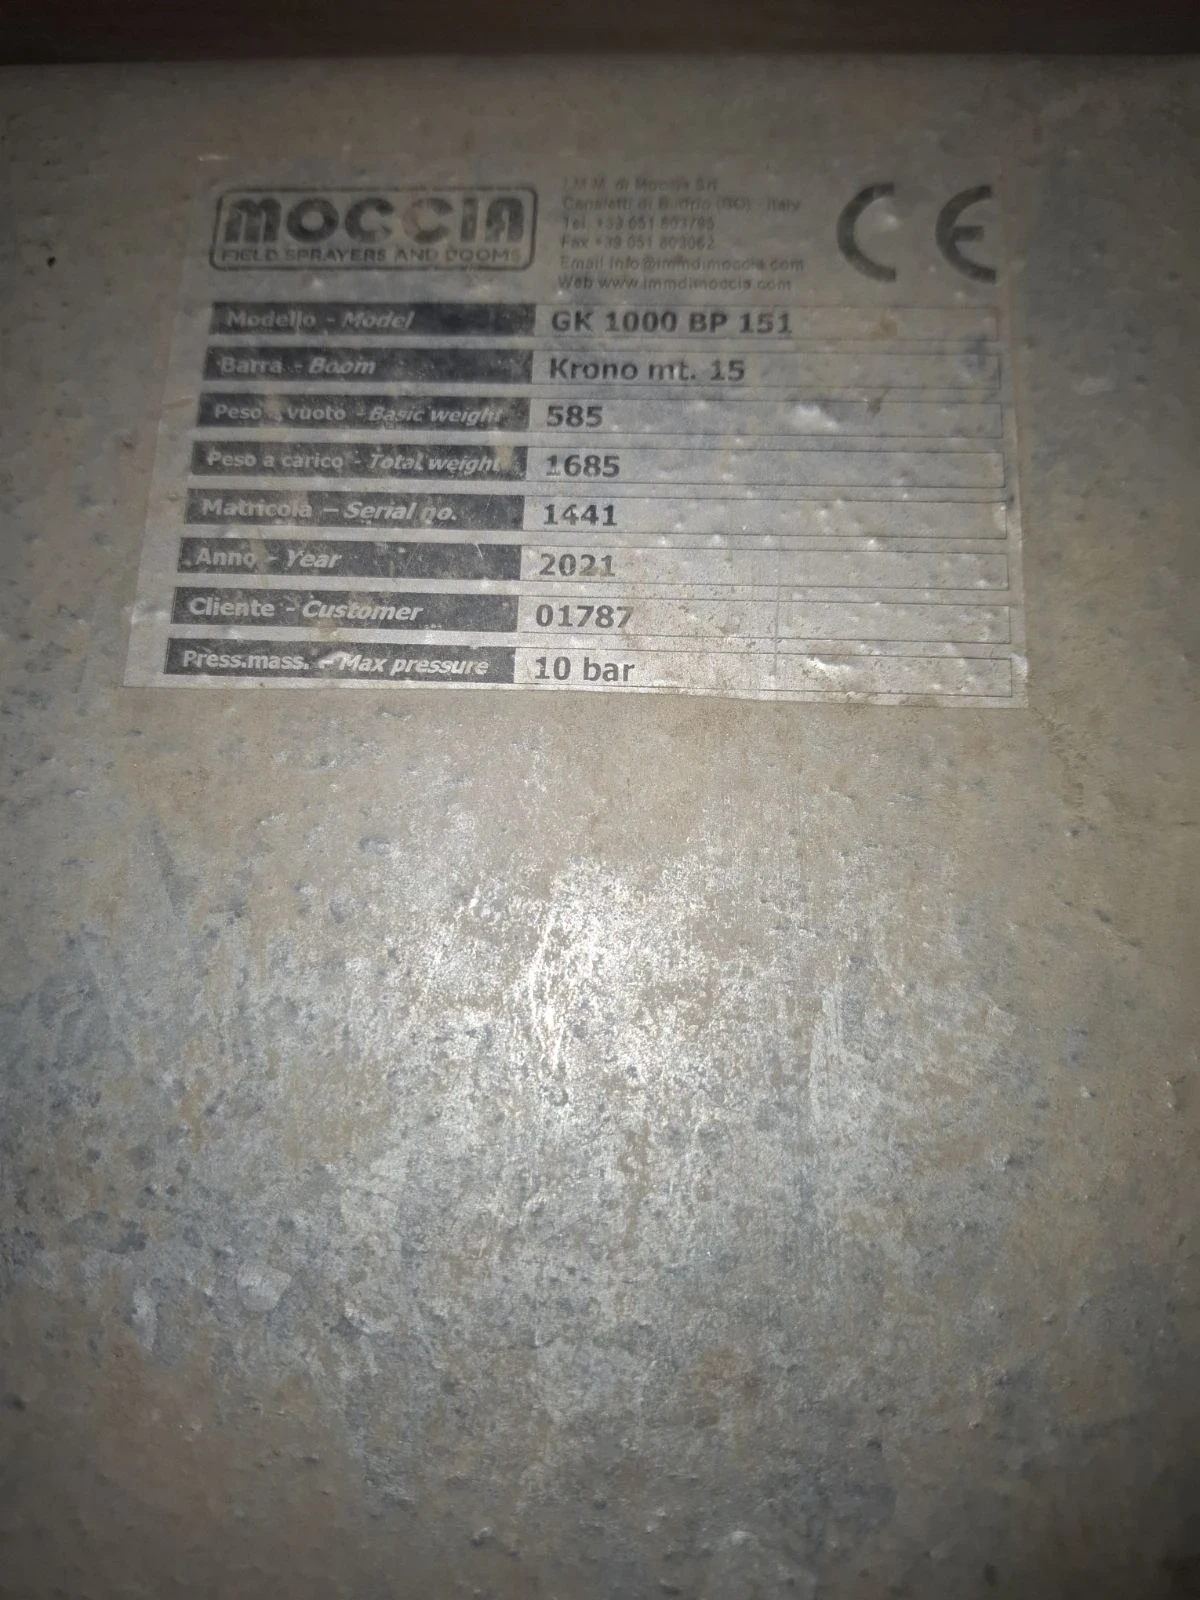 MOCCIA
FIELD SPRAYERS AND BOOMS
I.M.M. di Moccia Srl
Canaletti di Budrio (BO) Italy
Tel. +39 051 803795
Fax +39 051 803062
Email info@immdimoccia.com
Web www.immdimoccia.com
CE
Modello - Model GK 1000 BP 151
Barra - Boom Krono mt. 15
Peso a vuoto - Basic weight 585
Peso a carico - Total weight 1685
Matricola – Serial no. 1441
Anno - Year 2021
Cliente - Customer 01787
Press.mass. – Max pressure 10 bar